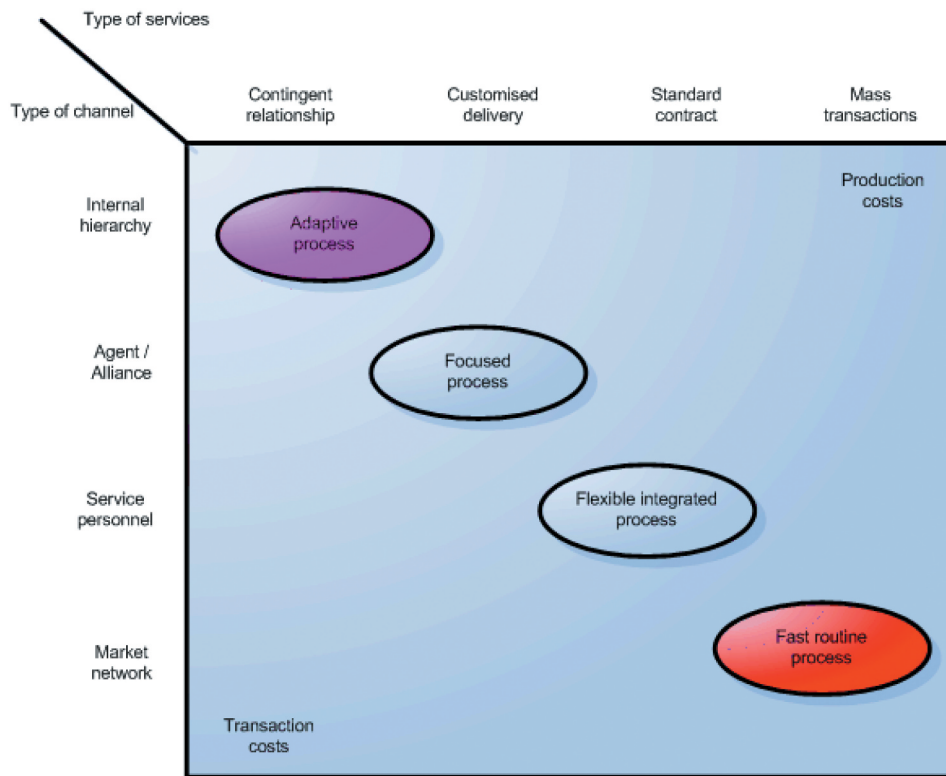 Type of services
Type of channel
Contingent
relationship
Customised
delivery
Standard
contract
Mass
transactions
Internal
hierarchy
Adaptive
process
Production
costs
Agent /
Alliance
Focused
process
Service
personnel
Flexible integrated
process
Market
network
Fast routine
process
Transaction
costs